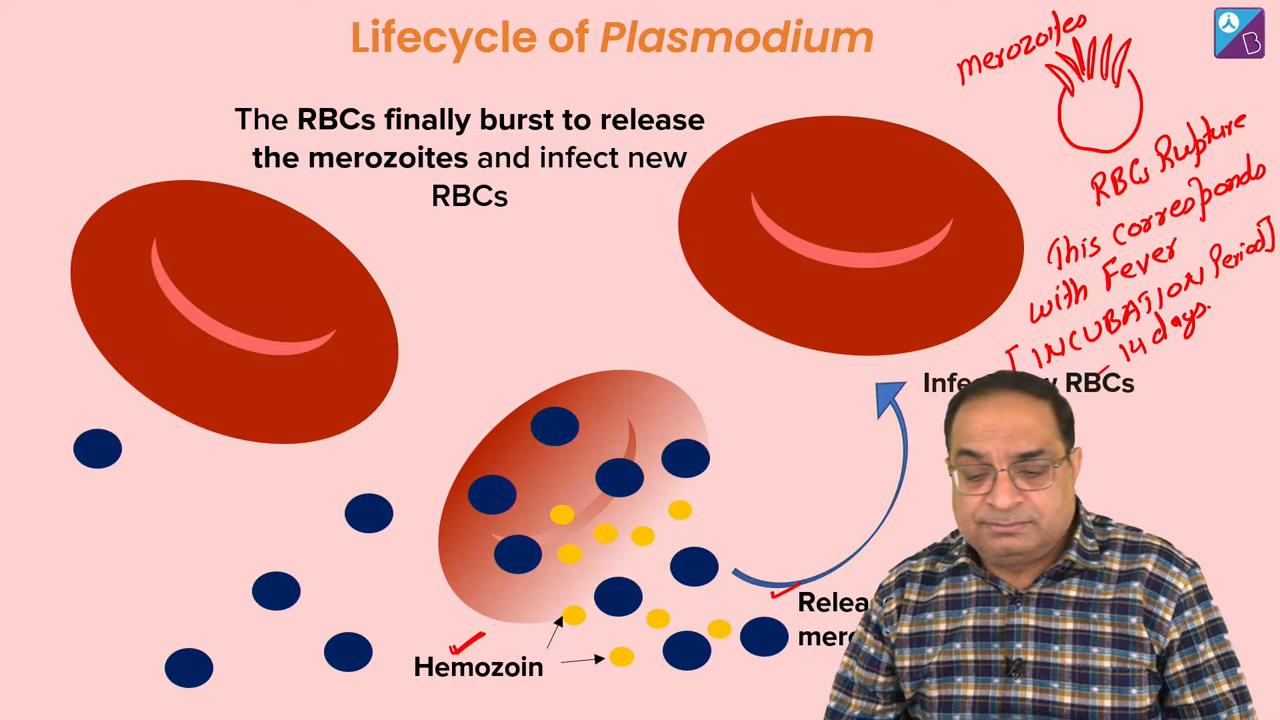 Lifecycle of Plasmodium
The RBCs finally burst to release
the merozoites and infect new
RBCs
merozoites
RBCs Rupture
This corresponds
with Fever
[INCUBATION Period]
– 14 days.
RBCs
Hemozoin
B